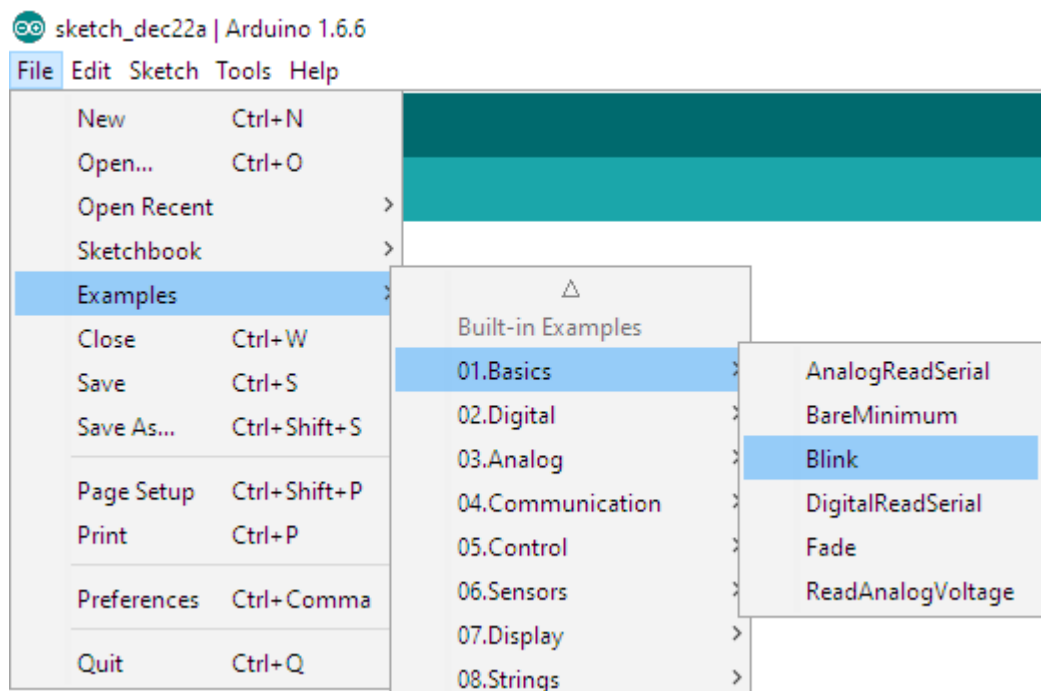 sketch_dec22a | Arduino 1.6.6
File Edit Sketch Tools Help
New Ctrl+N
Open... Ctrl+O
Open Recent
Sketchbook
Examples
Close Ctrl+W
Save Ctrl+S
Save As... Ctrl+Shift+S
Page Setup Ctrl+Shift+P
Print Ctrl+P
Preferences Ctrl+Comma
Quit Ctrl+Q
Built-in Examples
01.Basics
02.Digital
03.Analog
04.Communication
05.Control
06.Sensors
07.Display
08.Strings
AnalogReadSerial
BareMinimum
Blink
DigitalReadSerial
Fade
ReadAnalogVoltage